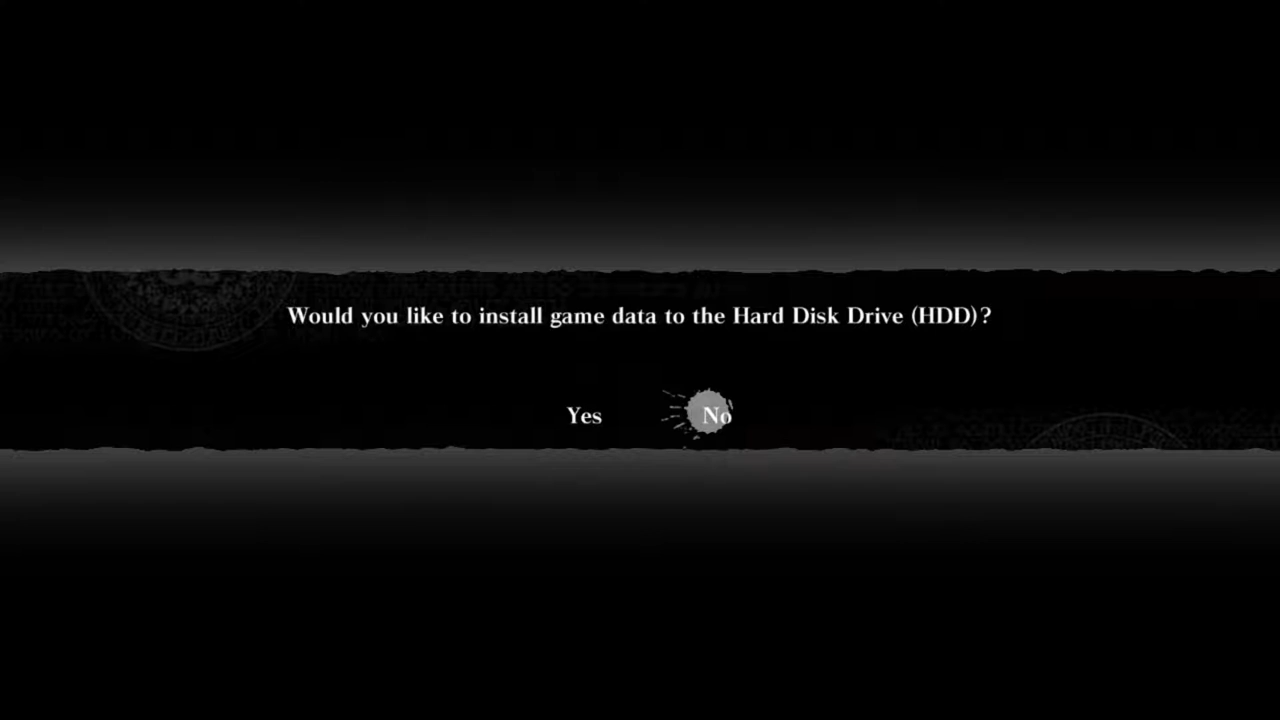 Would you like to install game data to the Hard Disk Drive (HDD)?
Yes No